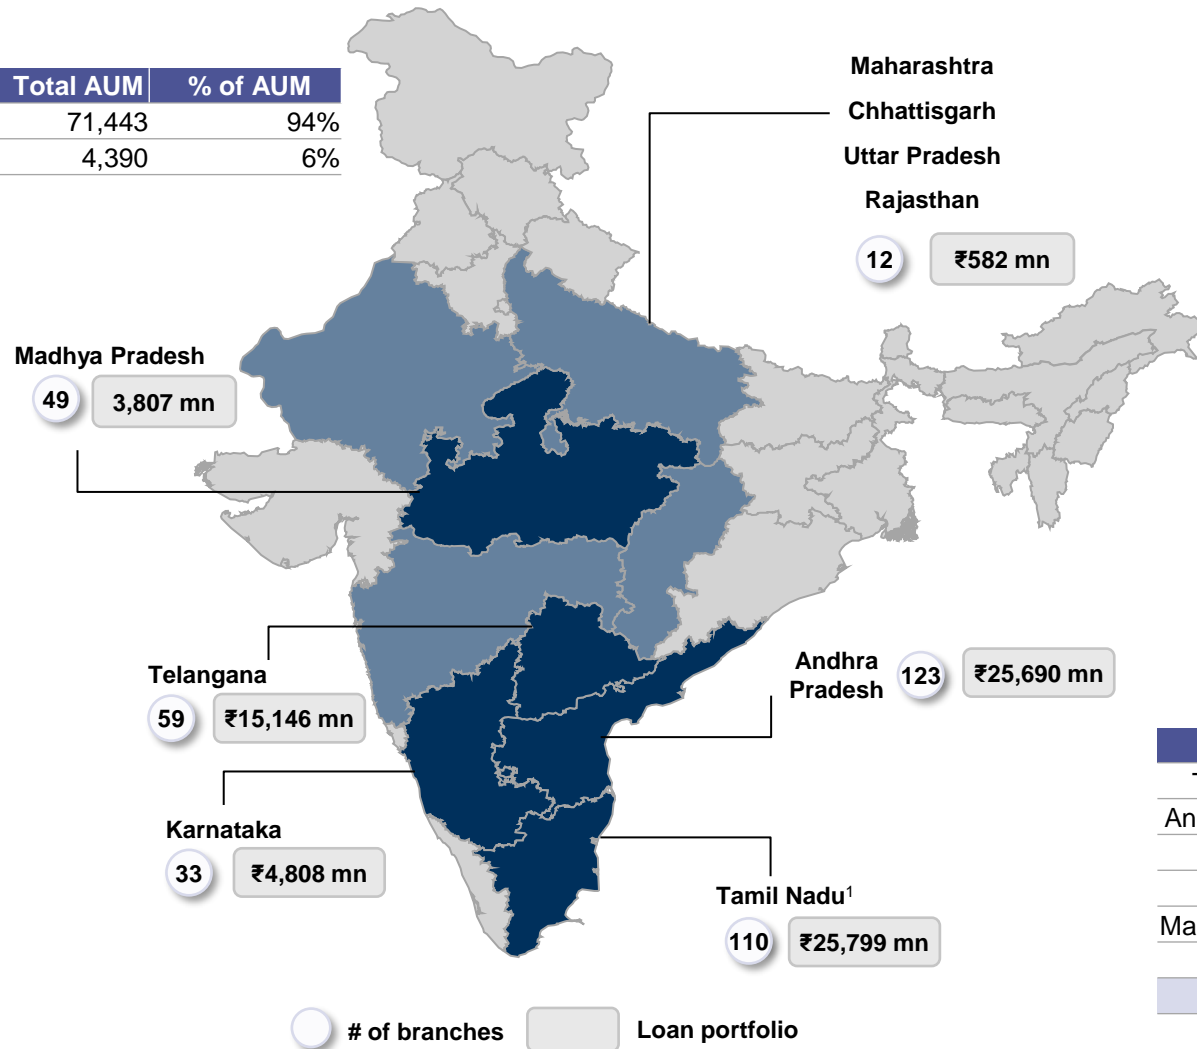 Total AUM % of AUM
71,443 94%
4,390 6%
Maharashtra
Chhattisgarh
Uttar Pradesh
Rajasthan
12 ₹582 mn
Madhya Pradesh
49 3,807 mn
Telangana
59 ₹15,146 mn
Andhra
Pradesh
123 ₹25,690 mn
Karnataka
33 ₹4,808 mn
Tamil Nadu¹
110 ₹25,799 mn
An
Ma
# of branches Loan portfolio